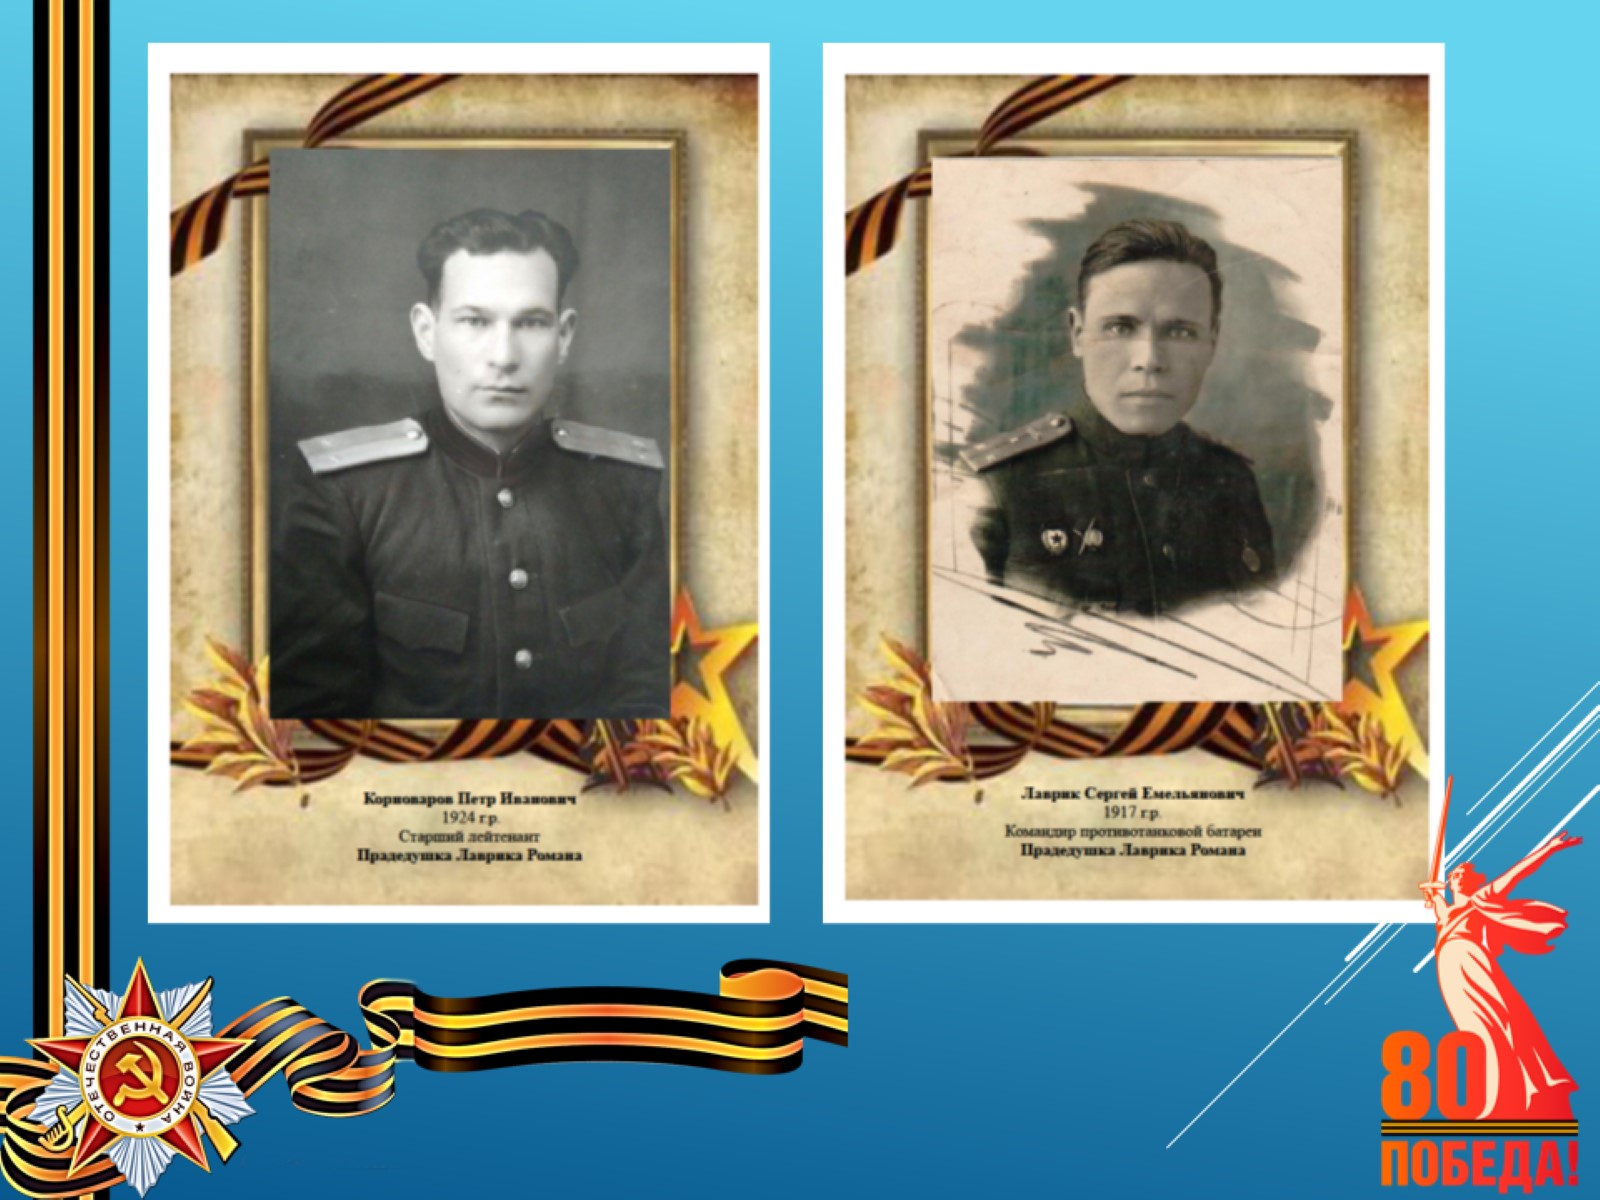 Корноваров Петр Иванович
1924 г.р.
Старший лейтенант
Прадедушка Лаврика Романа
Лаврик Сергей Емельянович
1917 г.р.
Командир противотанковой батареи
Прадедушка Лаврика Романа
ОТЕЧЕСТВЕННАЯ ВОЙНА
80
ПОБЕДА!